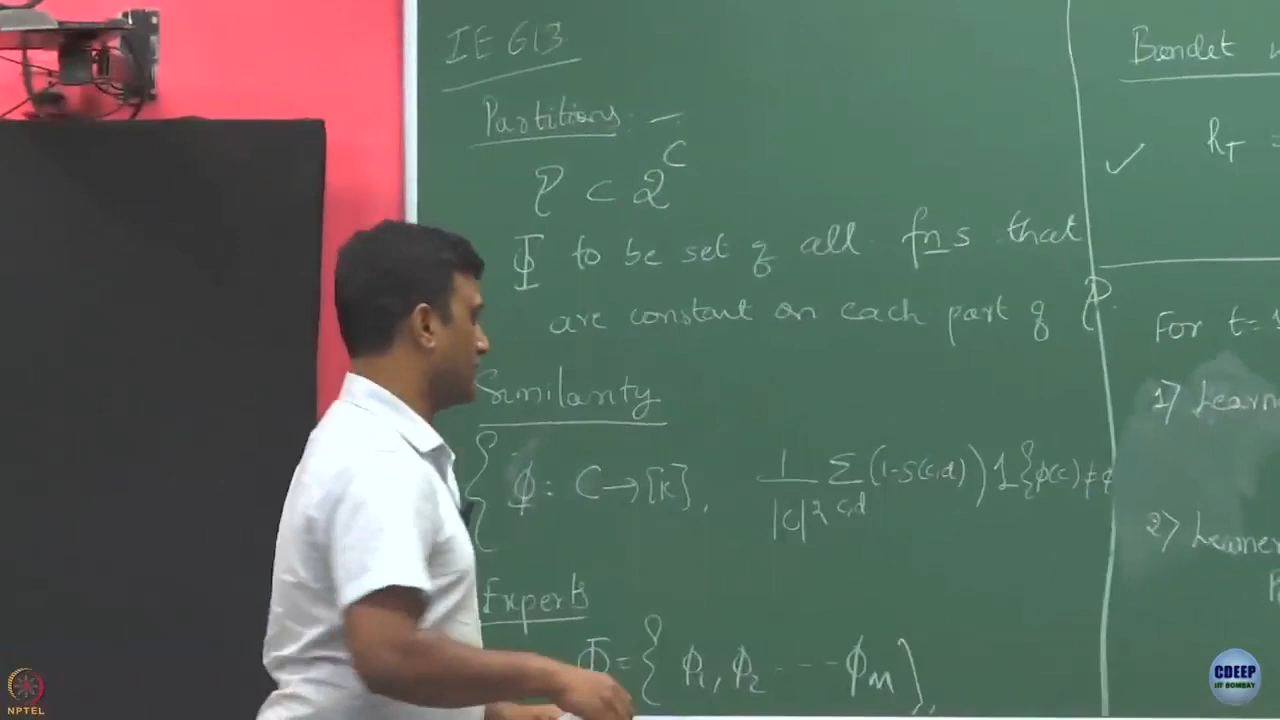 IE 613
Partitions: —
P ⊂ 2^C
Φ to be set of all fns that
are constant on each part of P.
Similarity
{ ϕ: C → [K], 1/|C|² Σ_{c,d} (1-S(c,d)) 1{ϕ(c) ≠ ϕ
Experts
Φ = { ϕ₁, ϕ₂ ---- ϕ_M },
Bandit
R_T =
For t=1
1) Learn
2) Learner
NPTEL
CDEEP
IIT BOMBAY